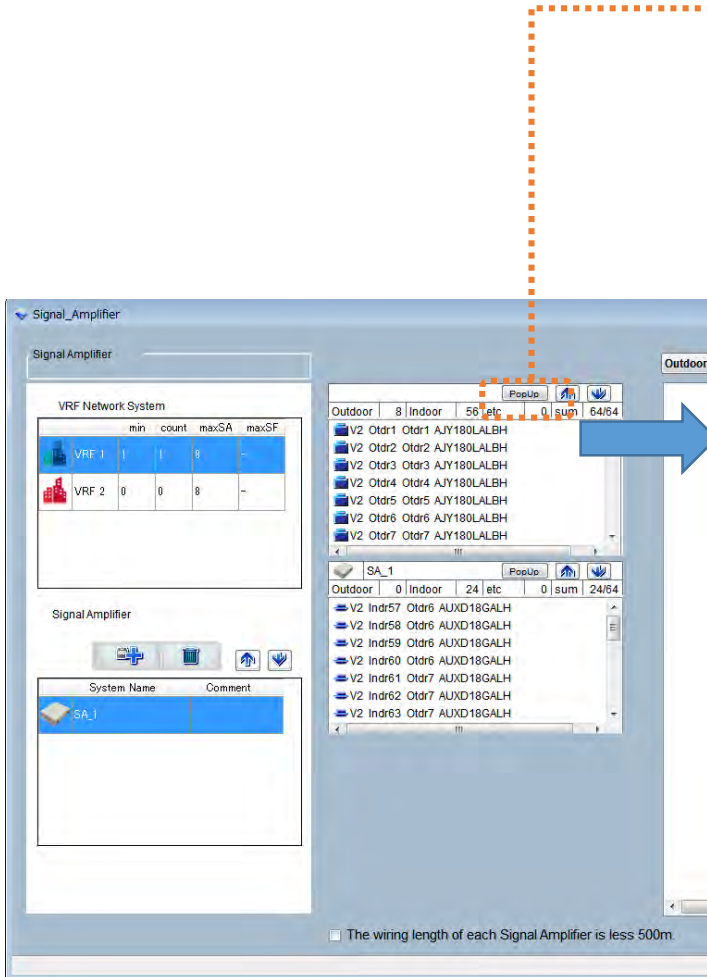 Signal_Amplifier
Signal Amplifier
VRF Network System
min count maxSA maxSF
VRF 1 1 1 8 -
VRF 2 0 0 8 -
Signal Amplifier
System Name Comment
SA_1
PopUp
Outdoor 8 Indoor 56 etc 0 sum 64/64
V2 Otdr1 Otdr1 AJY180LALBH
V2 Otdr2 Otdr2 AJY180LALBH
V2 Otdr3 Otdr3 AJY180LALBH
V2 Otdr4 Otdr4 AJY180LALBH
V2 Otdr5 Otdr5 AJY180LALBH
V2 Otdr6 Otdr6 AJY180LALBH
V2 Otdr7 Otdr7 AJY180LALBH
SA_1 PopUp
Outdoor 0 Indoor 24 etc 0 sum 24/64
V2 Indr57 Otdr6 AUXD18GALH
V2 Indr58 Otdr6 AUXD18GALH
V2 Indr59 Otdr6 AUXD18GALH
V2 Indr60 Otdr6 AUXD18GALH
V2 Indr61 Otdr7 AUXD18GALH
V2 Indr62 Otdr7 AUXD18GALH
V2 Indr63 Otdr7 AUXD18GALH
Outdoor
The wiring length of each Signal Amplifier is less 500m.